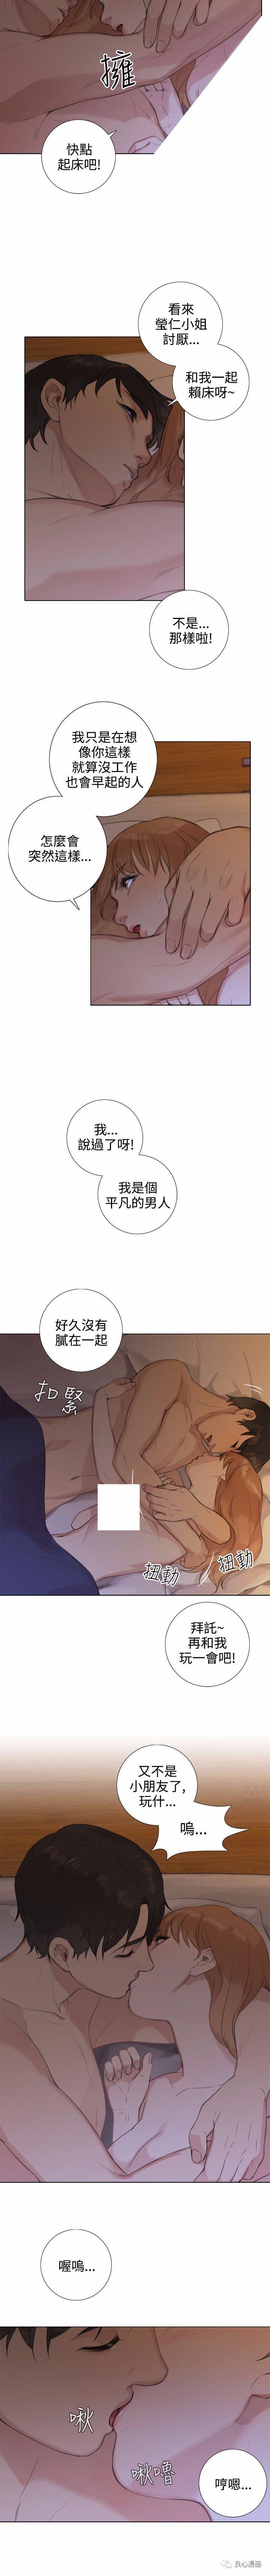 擁
快點
起床吧!
看來
瑩仁小姐
討厭...
和我一起
賴床呀~
不是...
那樣啦!
我只是在想
像你這樣
就算沒工作
也會早起的人
怎麼會
突然這樣...
我...
說過了呀!
我是個
平凡的男人
好久沒有
膩在一起
扣緊
扭動
扭動
拜託~
再和我
玩一會吧!
又不是
小朋友了,
玩什...
嗚...
喔嗚...
啾
啾嚕
哼嗯...
良心漫畫